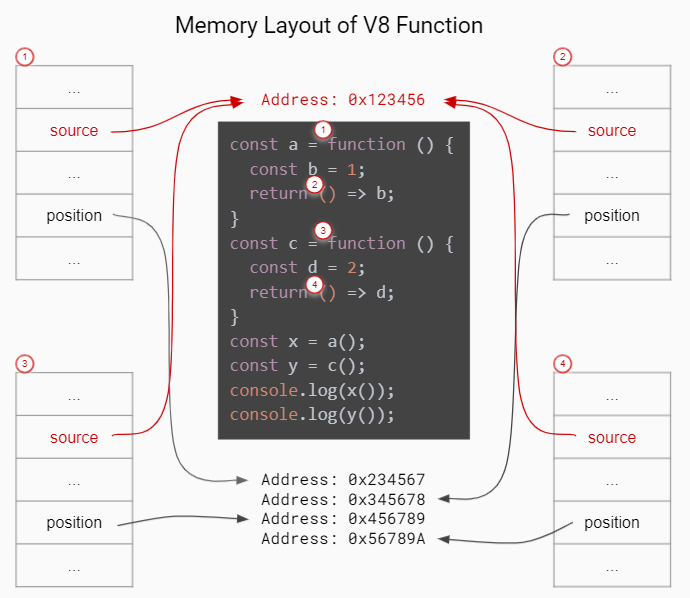 Memory Layout of V8 Function
1
...
source
...
position
...
2
...
source
...
position
...
Address: 0x123456
1
const a = function () {
const b = 1;
2
return () => b;
}
3
const c = function () {
const d = 2;
4
return () => d;
}
const x = a();
const y = c();
console.log(x());
console.log(y());
3
...
source
...
position
...
4
...
source
...
position
...
Address: 0x234567
Address: 0x345678
Address: 0x456789
Address: 0x56789A